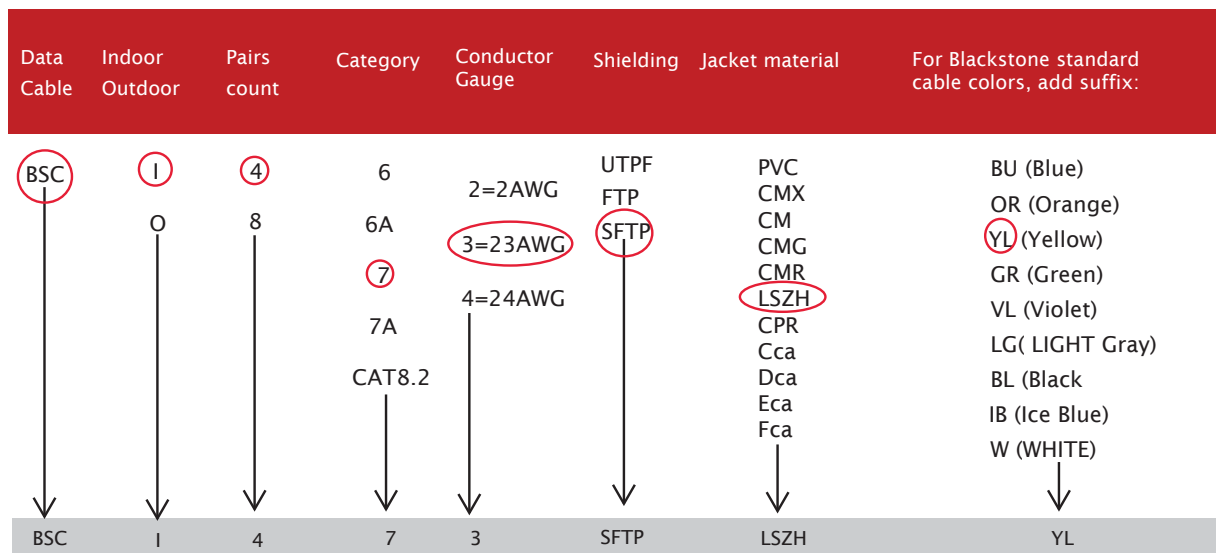 Data Cable
Indoor Outdoor
Pairs count
Category
Conductor Gauge
Shielding
Jacket material
For Blackstone standard cable colors, add suffix:
BSC
I
O
4
8
6
6A
7
7A
CAT8.2
2=2AWG
3=23AWG
4=24AWG
UTPF
FTP
SFTP
PVC
CMX
CM
CMG
CMR
LSZH
CPR
Cca
Dca
Eca
Fca
BU (Blue)
OR (Orange)
YL (Yellow)
GR (Green)
VL (Violet)
LG( LIGHT Gray)
BL (Black
IB (Ice Blue)
W (WHITE)
BSC I 4 7 3 SFTP LSZH YL